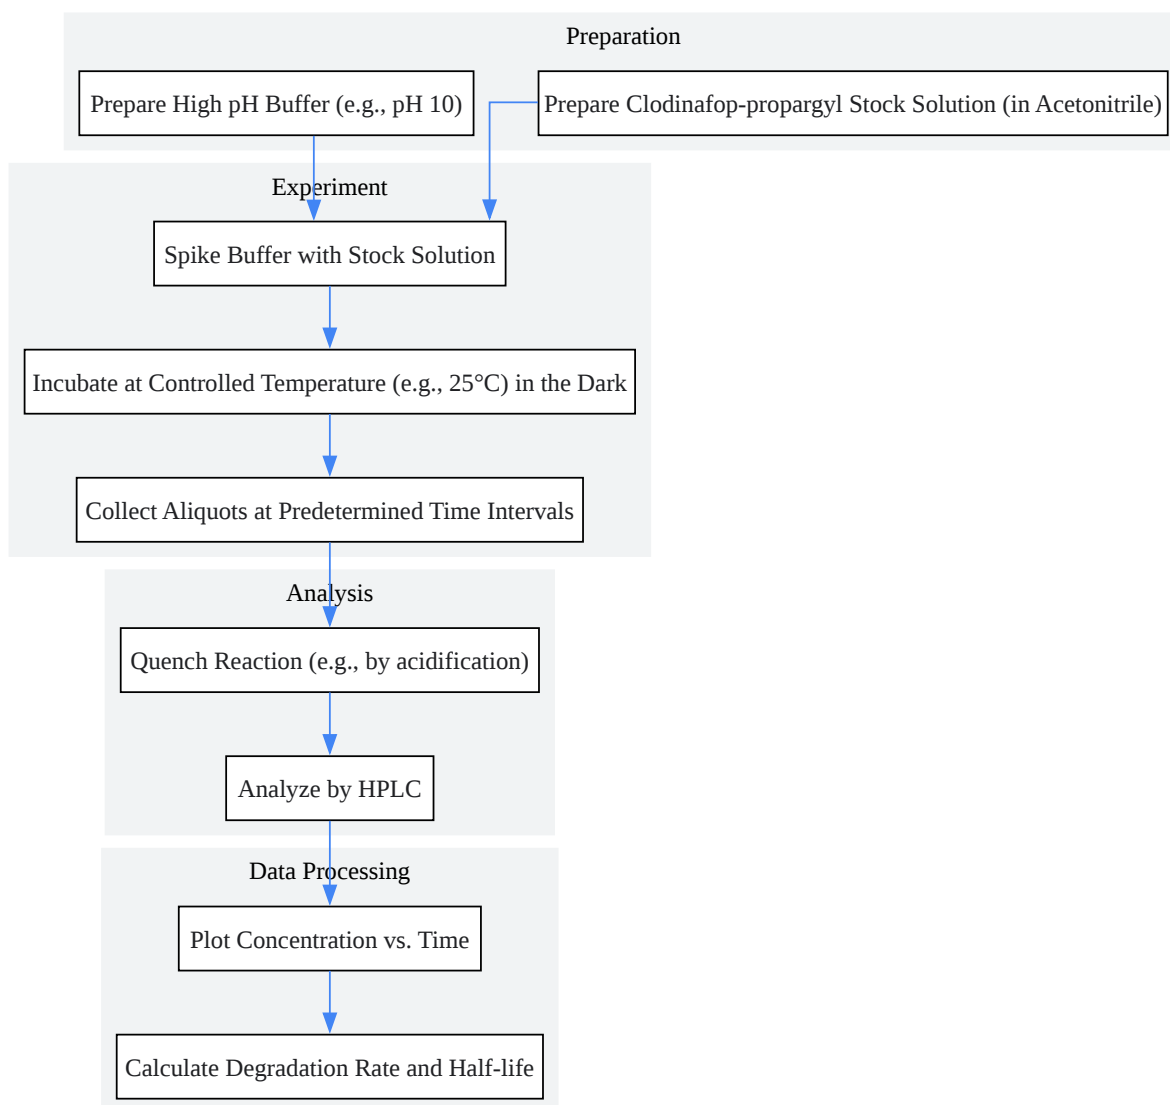 Preparation
Prepare High pH Buffer (e.g., pH 10)
Prepare Clodinafop-propargyl Stock Solution (in Acetonitrile)
Experiment
Spike Buffer with Stock Solution
Incubate at Controlled Temperature (e.g., 25°C) in the Dark
Collect Aliquots at Predetermined Time Intervals
Analysis
Quench Reaction (e.g., by acidification)
Analyze by HPLC
Data Processing
Plot Concentration vs. Time
Calculate Degradation Rate and Half-life